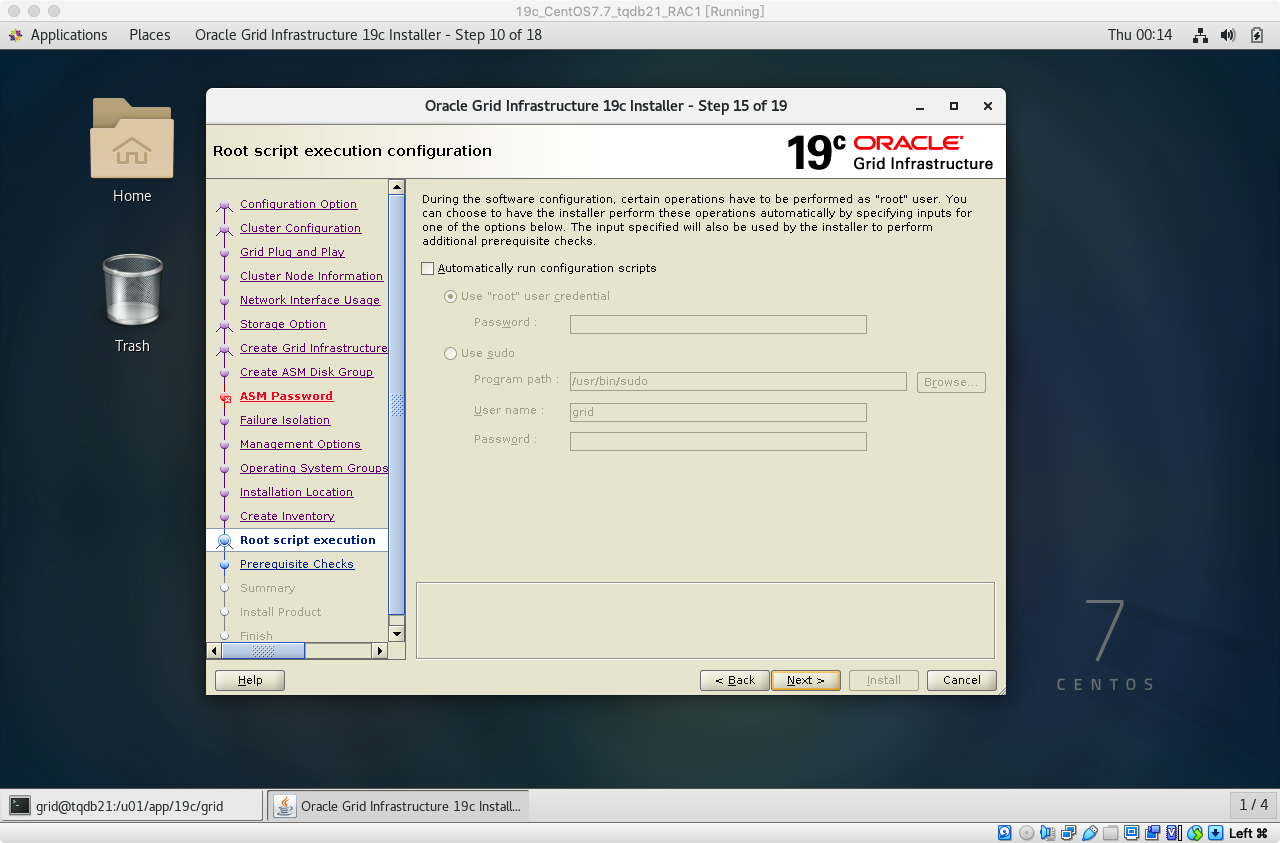 19c_CentOS7.7_tqdb21_RAC1 [Running]
Applications Places Oracle Grid Infrastructure 19c Installer - Step 10 of 18 Thu 00:14
Home
Trash
Oracle Grid Infrastructure 19c Installer - Step 15 of 19
Root script execution configuration
19c ORACLE
Grid Infrastructure
Configuration Option
Cluster Configuration
Grid Plug and Play
Cluster Node Information
Network Interface Usage
Storage Option
Create Grid Infrastructure
Create ASM Disk Group
ASM Password
Failure Isolation
Management Options
Operating System Groups
Installation Location
Create Inventory
Root script execution
Prerequisite Checks
Summary
Install Product
Finish
During the software configuration, certain operations have to be performed as "root" user. You
can choose to have the installer perform these operations automatically by specifying inputs for
one of the options below. The input specified will also be used by the installer to perform
additional prerequisite checks.
Automatically run configuration scripts
Use "root" user credential
Password :
Use sudo
Program path : /usr/bin/sudo Browse...
User name : grid
Password :
Help < Back Next > Install Cancel
7
CENTOS
grid@tqdb21:/u01/app/19c/grid Oracle Grid Infrastructure 19c Install... 1 / 4
Left ⌘